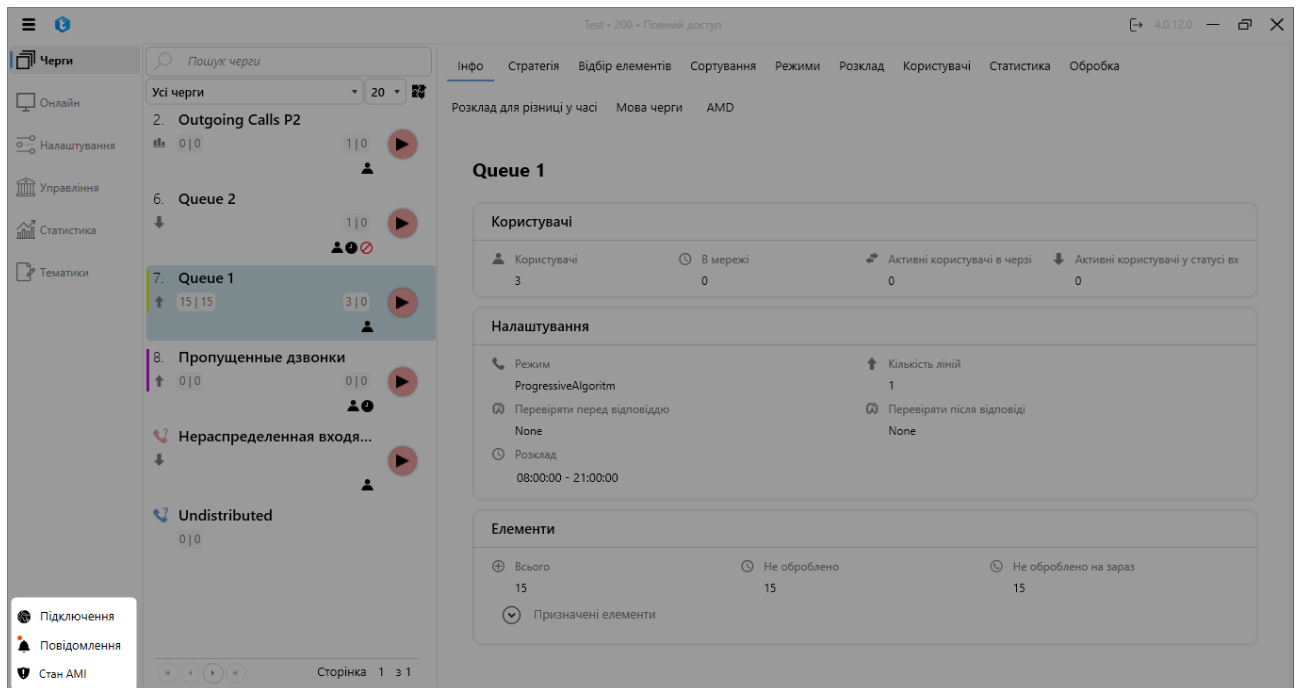 Test • 200 • Повний доступ
4.0.12.0
Черги
Онлайн
Налаштування
Управління
Статистика
Тематики
Підключення
Повідомлення
Стан AMI
Пошук черги
Усі черги 20
2. Outgoing Calls P2
0|0 1|0
6. Queue 2
1|0
7. Queue 1
15|15 3|0
8. Пропущенные дзвонки
0|0 0|0
Нераспределенная входя...
Undistributed
0|0
Сторінка 1 з 1
Інфо Стратегія Відбір елементів Сортування Режими Розклад Користувачі Статистика Обробка
Розклад для різниці у часі Мова черги AMD
Queue 1
Користувачі
Користувачі В мережі Активні користувачі в черзі Активні користувачі у статусі вх
3 0 0 0
Налаштування
Режим Кількість ліній
ProgressiveAlgoritm 1
Перевіряти перед відповіддю Перевіряти після відповіді
None None
Розклад
08:00:00 - 21:00:00
Елементи
Всього Не оброблено Не оброблено на зараз
15 15 15
Призначені елементи